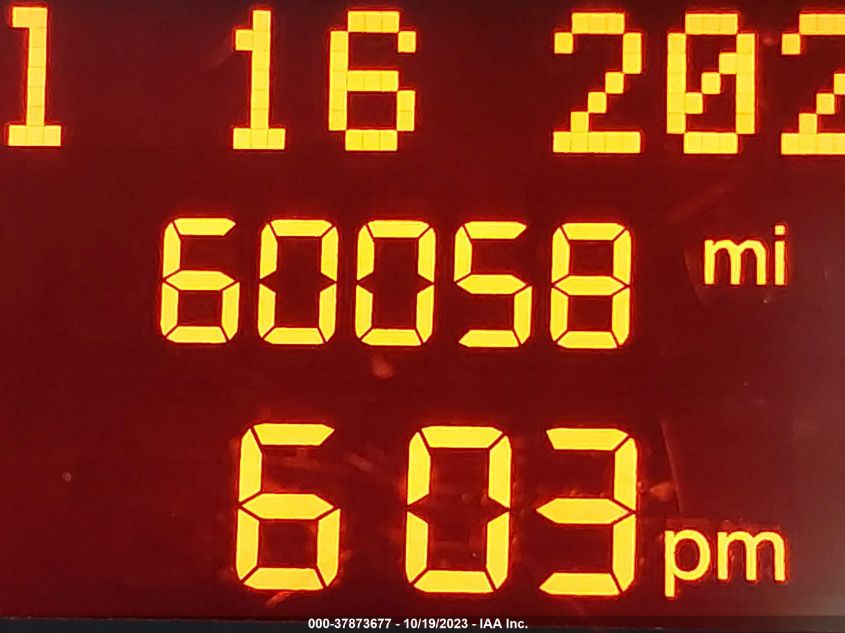 1 16 202
60058 mi
6 03 pm
000-37873677 - 10/19/2023 - IAA Inc.